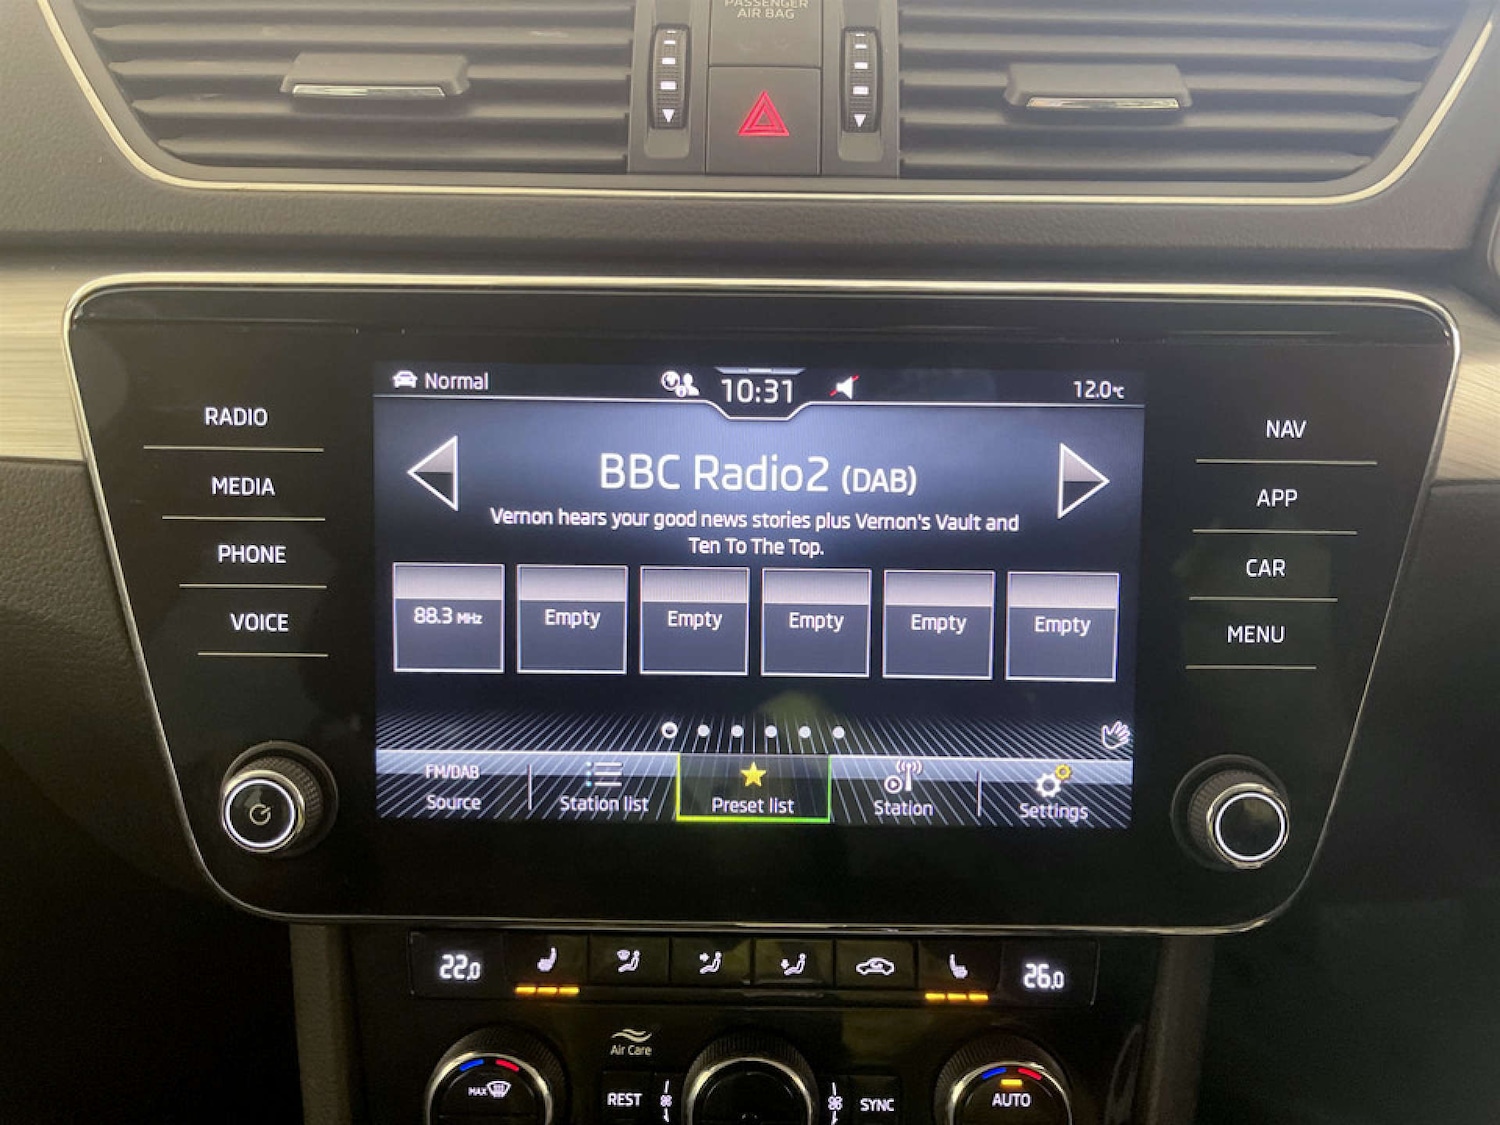 PASSENGER
AIR BAG
Normal
10:31
12.0°C
RADIO
MEDIA
PHONE
VOICE
NAV
APP
CAR
MENU
BBC Radio2 (DAB)
Vernon hears your good news stories plus Vernon's Vault and
Ten To The Top.
88.3 MHz
Empty
Empty
Empty
Empty
Empty
FM/DAB
Source
Station list
Preset list
Station
Settings
22.0
26.0
Air Care
MAX
REST
SYNC
AUTO